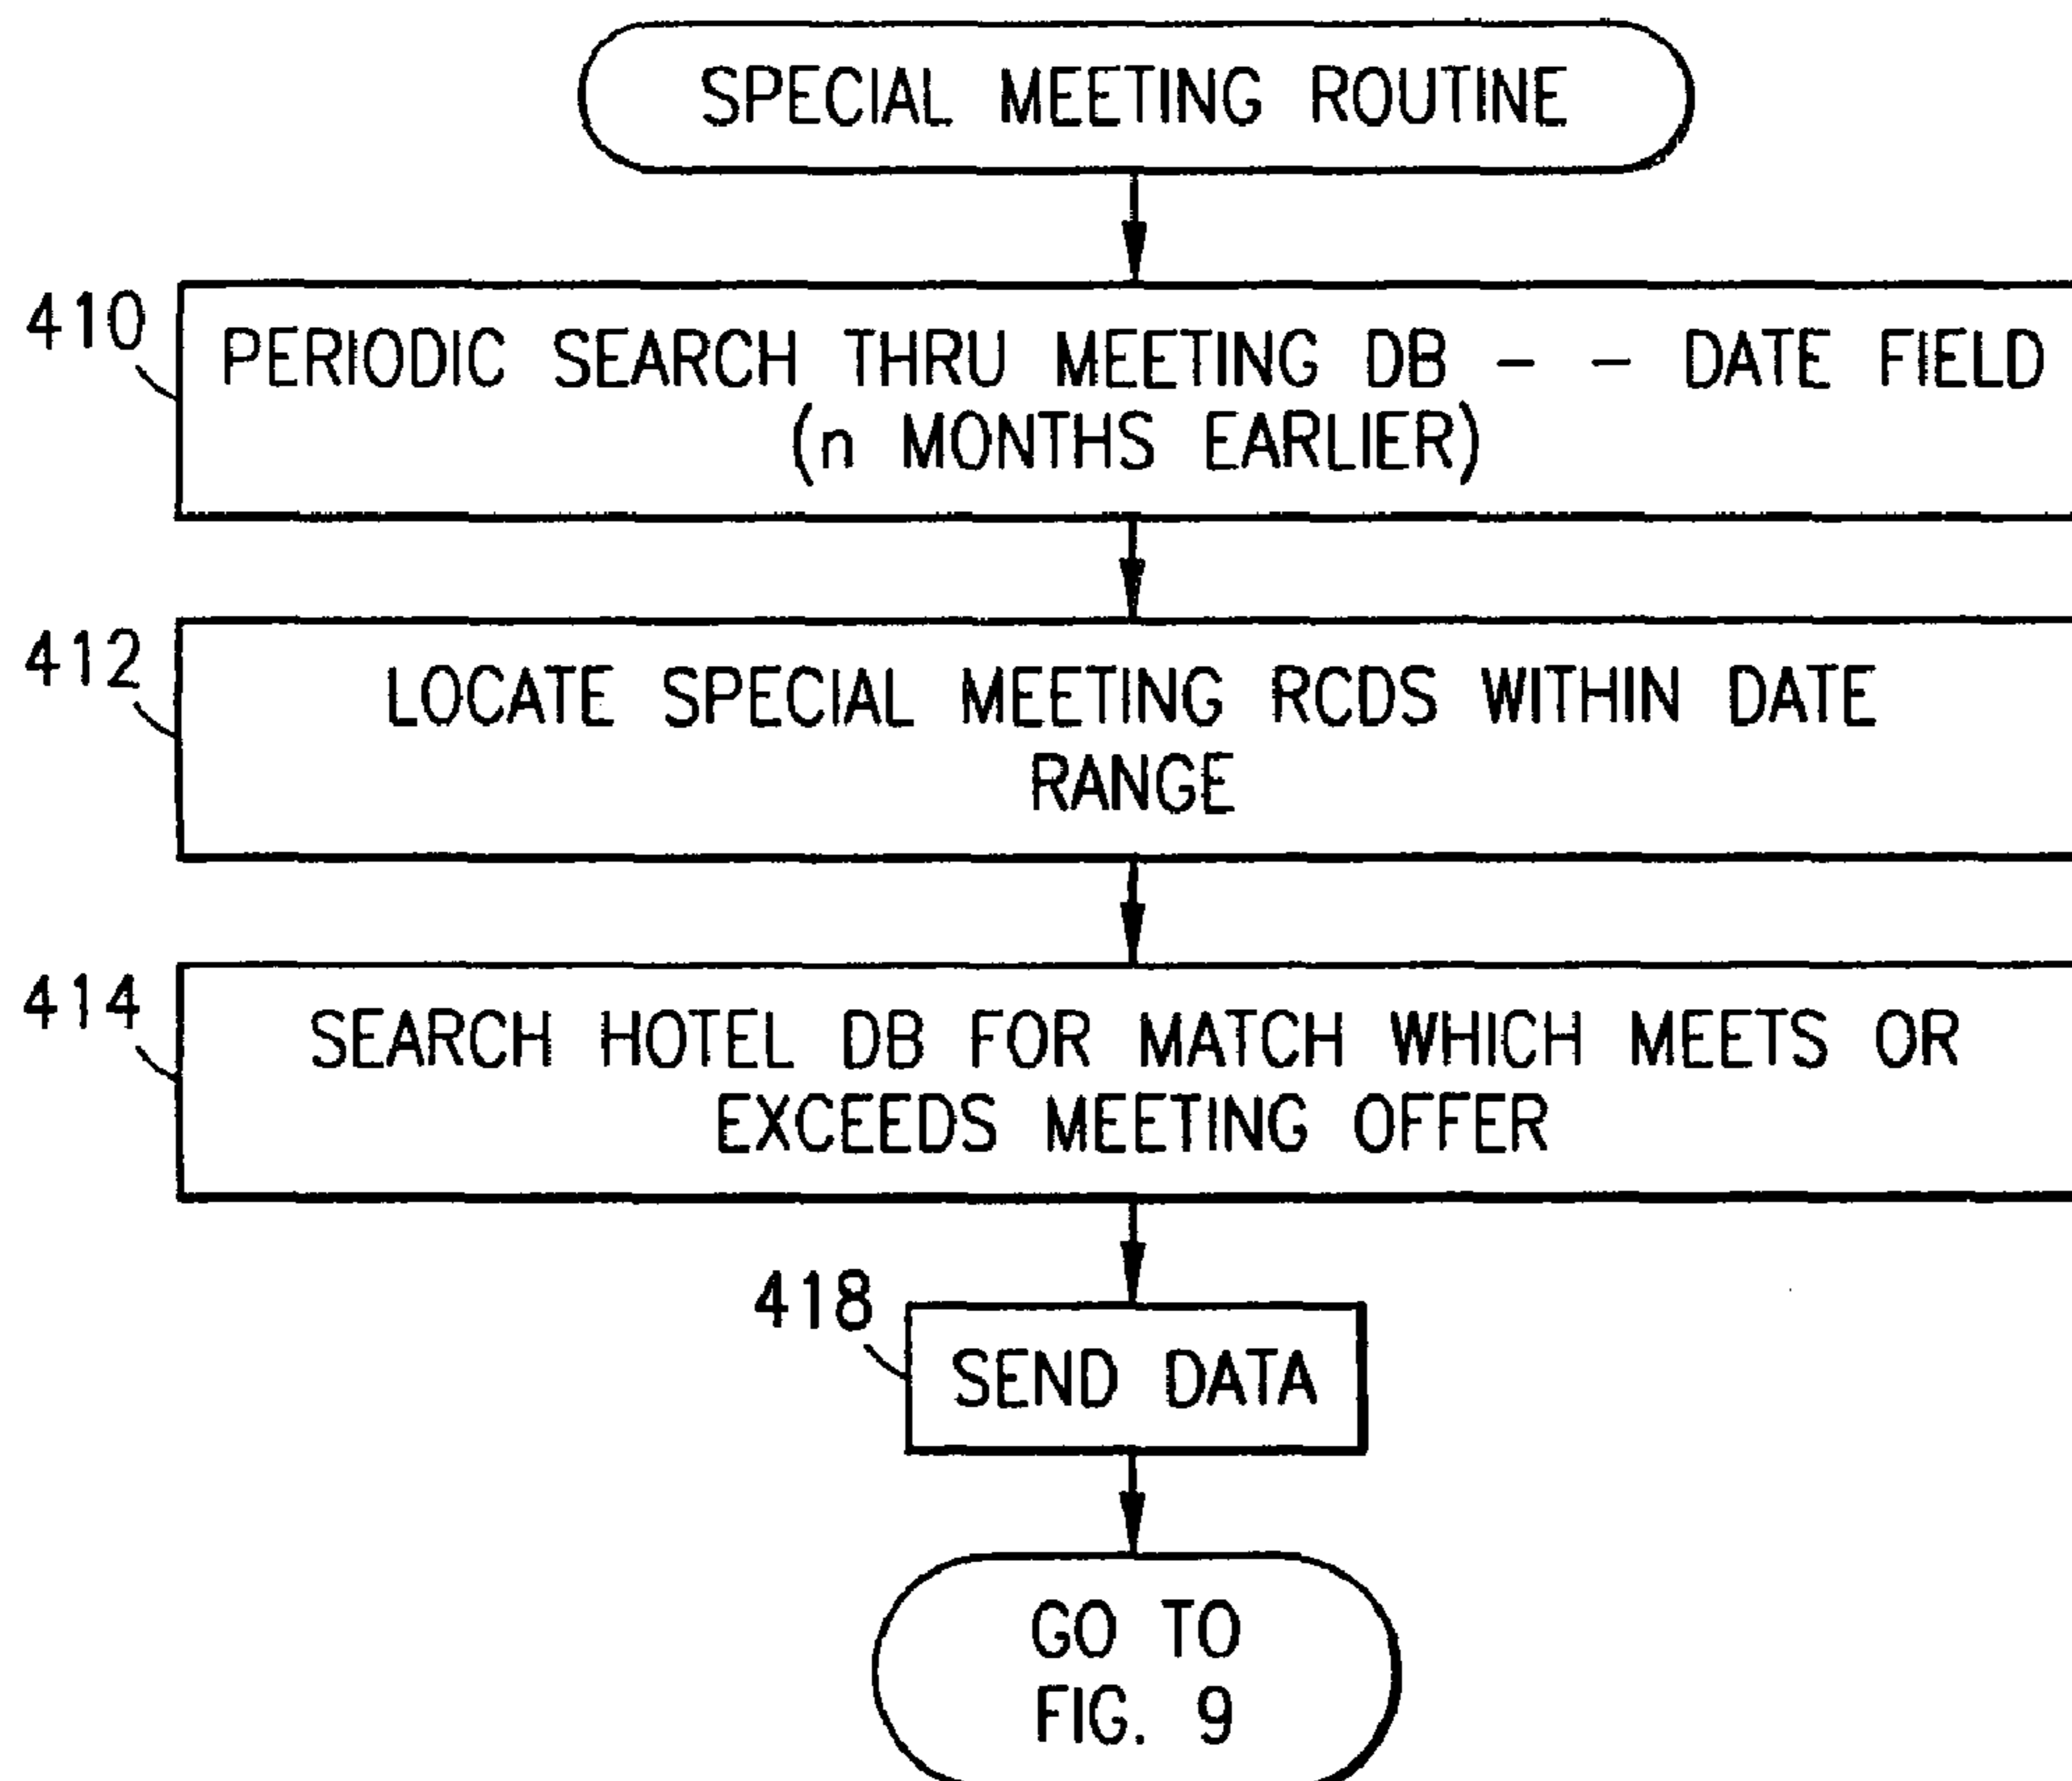 SPECIAL MEETING ROUTINE
410
PERIODIC SEARCH THRU MEETING DB - - DATE FIELD
(n MONTHS EARLIER)
412
LOCATE SPECIAL MEETING RCDS WITHIN DATE
RANGE
414
SEARCH HOTEL DB FOR MATCH WHICH MEETS OR
EXCEEDS MEETING OFFER
418
SEND DATA
GO TO
FIG. 9